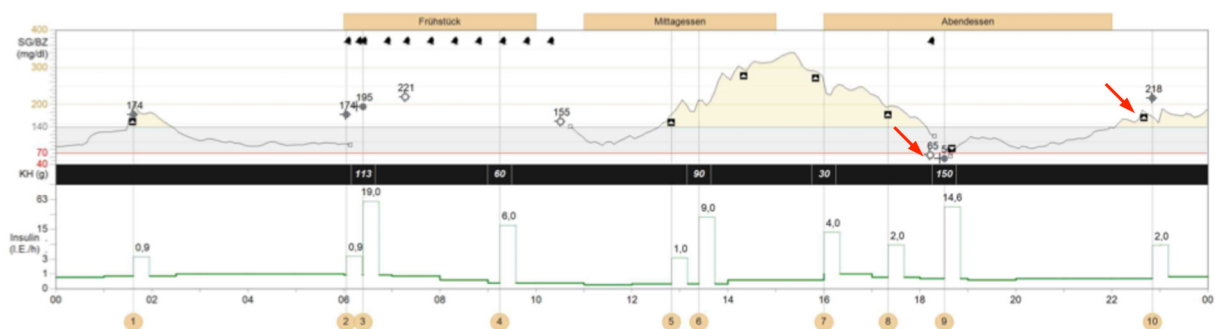 Frühstück Mittagessen Abendessen
400
SG/BZ
(mg/dl)
300
200
140
70
40
174 174 195 221 155 65 218
KH (g) 113 60 90 30 150
63
15
Insulin
(I.E./h)
3
1
0
0,9 0,9 19,0 6,0 1,0 9,0 4,0 2,0 14,6 2,0
00 02 04 06 08 10 12 14 16 18 20 22 00
1 2 3 4 5 6 7 8 9 10